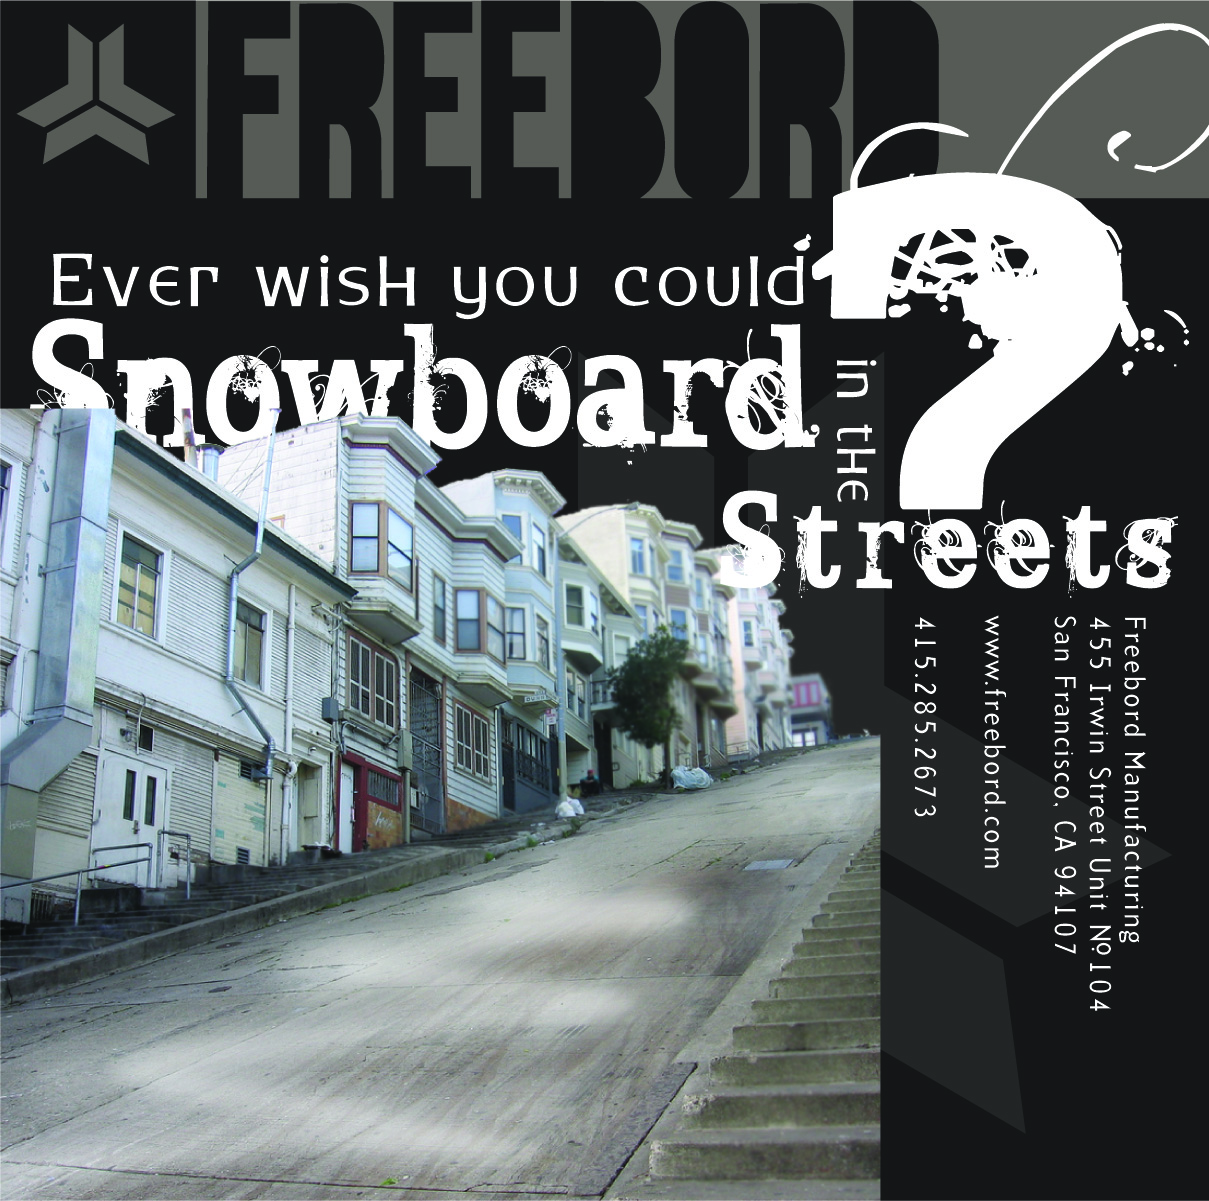 FREEBORD
Ever wish you could
Snowboard
in the
Streets
?
Freebord Manufacturing
455 Irwin Street Unit №104
San Francisco, CA 94107
www.freebord.com
415.285.2673